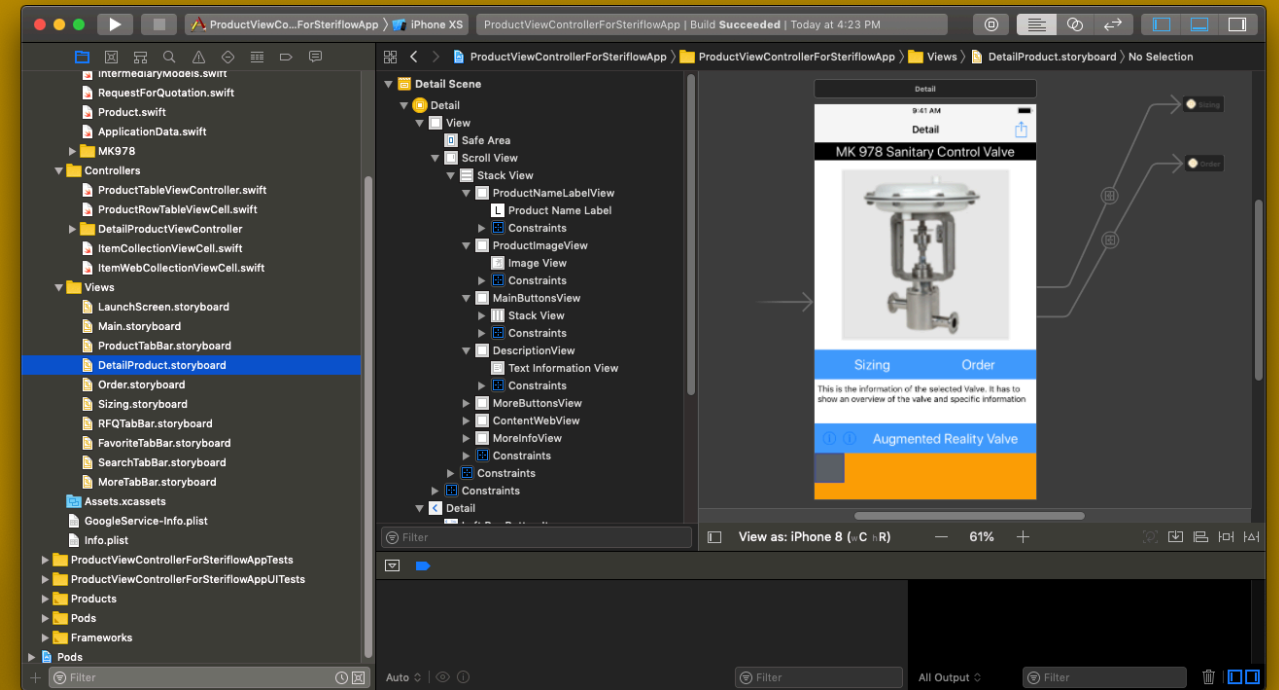 ProductViewCo...ForSteriflowApp
iPhone XS
ProductViewControllerForSteriflowApp | Build Succeeded | Today at 4:23 PM
ProductViewControllerForSteriflowApp
ProductViewControllerForSteriflowApp
Views
DetailProduct.storyboard
No Selection
IntermediaryModels.swift
RequestForQuotation.swift
Product.swift
ApplicationData.swift
MK978
Controllers
ProductTableViewController.swift
ProductRowTableViewCell.swift
DetailProductViewController
ItemCollectionViewCell.swift
ItemWebCollectionViewCell.swift
Views
LaunchScreen.storyboard
Main.storyboard
ProductTabBar.storyboard
DetailProduct.storyboard
Order.storyboard
Sizing.storyboard
RFQTabBar.storyboard
FavoriteTabBar.storyboard
SearchTabBar.storyboard
MoreTabBar.storyboard
Assets.xcassets
GoogleService-Info.plist
Info.plist
ProductViewControllerForSteriflowAppTests
ProductViewControllerForSteriflowAppUITests
Products
Pods
Frameworks
Pods
Filter
Detail Scene
Detail
View
Safe Area
Scroll View
Stack View
ProductNameLabelView
L Product Name Label
Constraints
ProductImageView
Image View
Constraints
MainButtonsView
Stack View
Constraints
DescriptionView
Text Information View
Constraints
MoreButtonsView
ContentWebView
MoreInfoView
Constraints
Constraints
Constraints
Detail
Filter
Detail
9:41 AM
Detail
MK 978 Sanitary Control Valve
Sizing Order
This is the information of the selected Valve. It has to
show an overview of the valve and specific information
Augmented Reality Valve
Sizing
Order
View as: iPhone 8 (wC hR)
61%
Auto
Filter
All Output
Filter